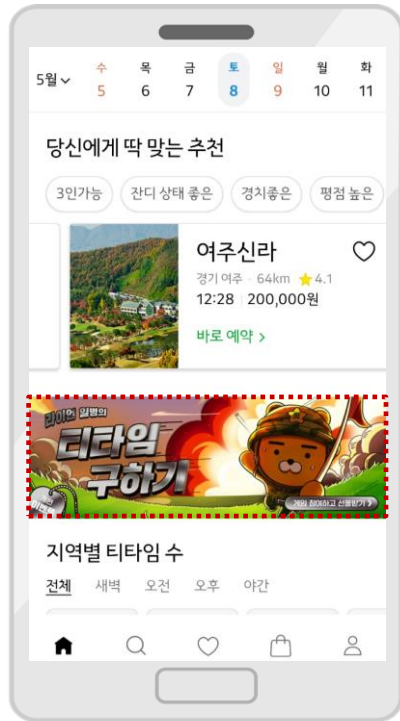 5월 수 목 금 토 일 월 화
5 6 7 8 9 10 11
당신에게 딱 맞는 추천
3인가능 잔디 상태 좋은 경치좋은 평점 높은
여주신라
경기 여주 · 64km ⭐4.1
12:28 200,000원
바로 예약 >
라이언 일병의
티타임
구하기
게임 참여하고 선물받기 >
지역별 티타임 수
전체 새벽 오전 오후 야간